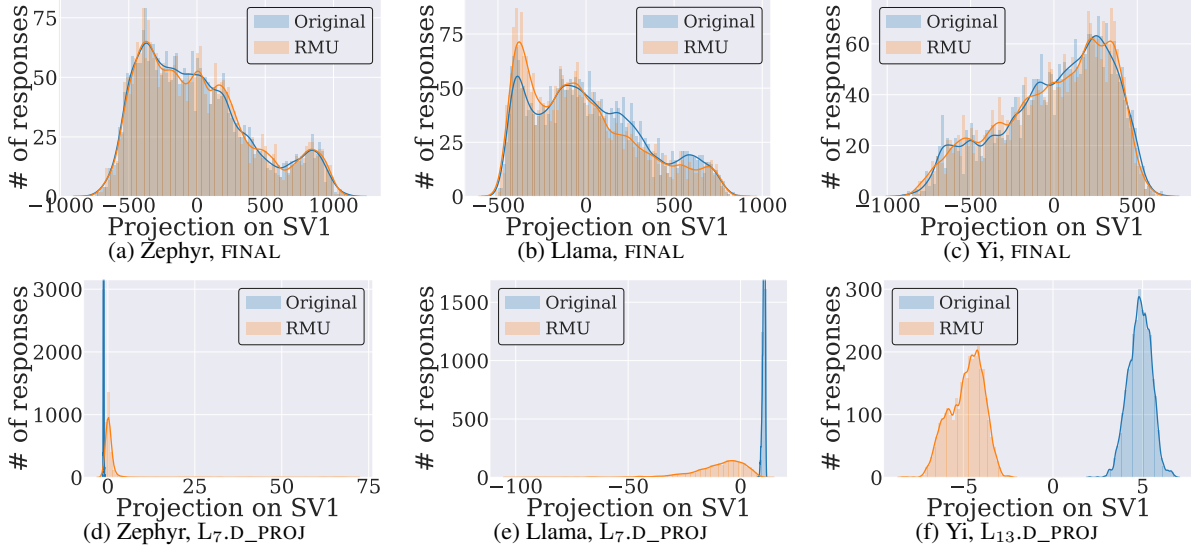 # of responses
75
50
25
0
Original
RMU
−1000 −500 0 500 1000
Projection on SV1
(a) Zephyr, FINAL
# of responses
75
50
25
0
Original
RMU
−500 0 500 1000
Projection on SV1
(b) Llama, FINAL
# of responses
60
40
20
0
Original
RMU
−1000 −500 0 500
Projection on SV1
(c) Yi, FINAL
# of responses
3000
2000
1000
0
Original
RMU
0 25 50 75
Projection on SV1
(d) Zephyr, L7.D_PROJ
# of responses
1500
1000
500
0
Original
RMU
−100 −50 0
Projection on SV1
(e) Llama, L7.D_PROJ
# of responses
300
200
100
0
Original
RMU
−5 0 5
Projection on SV1
(f) Yi, L13.D_PROJ